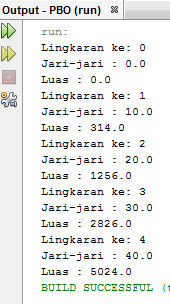 Output - PBO (run)
run:
Lingkaran ke: 0
Jari-jari : 0.0
Luas : 0.0
Lingkaran ke: 1
Jari-jari : 10.0
Luas : 314.0
Lingkaran ke: 2
Jari-jari : 20.0
Luas : 1256.0
Lingkaran ke: 3
Jari-jari : 30.0
Luas : 2826.0
Lingkaran ke: 4
Jari-jari : 40.0
Luas : 5024.0
BUILD SUCCESSFUL (